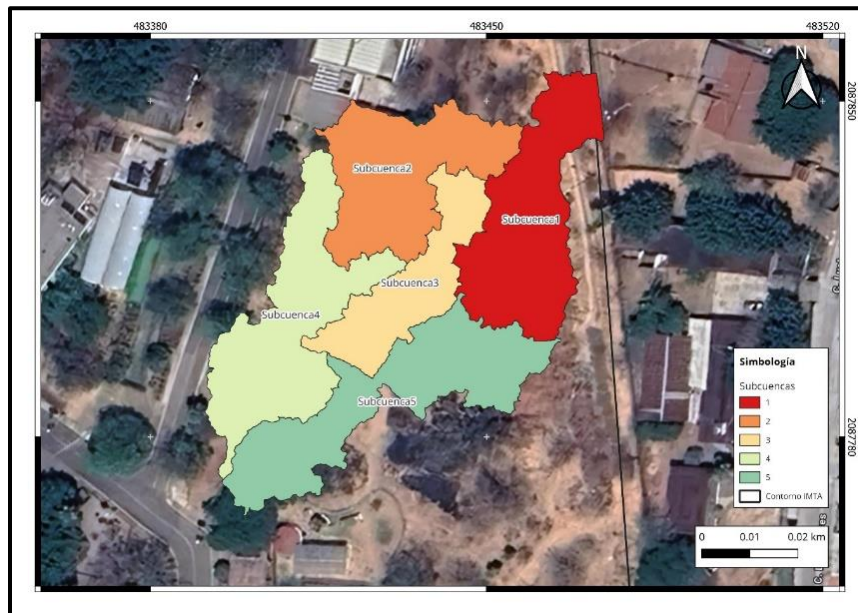 483380
483450
483520
N
2087850
Subcuenca2
Subcuenca1
Subcuenca3
Subcuenca4
Subcuenca5
2087780
Simbología
Subcuencas
1
2
3
4
5
Contorno IMTA
0
0.01
0.02 km